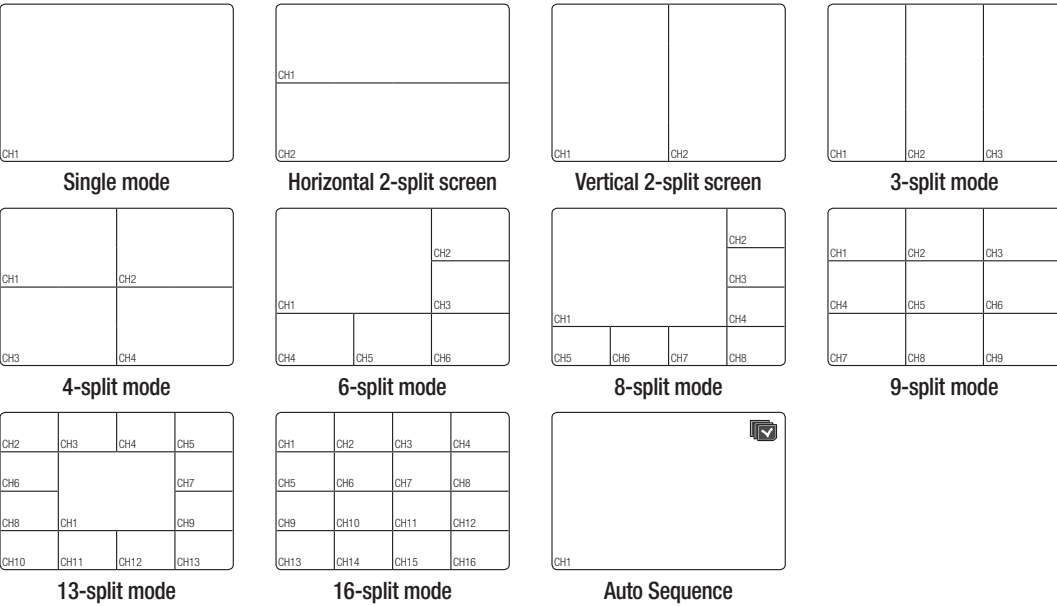 CH1
Single mode
CH1
CH2
Horizontal 2-split screen
CH1 CH2
Vertical 2-split screen
CH1 CH2 CH3
3-split mode
CH1 CH2
CH3 CH4
4-split mode
CH2
CH1 CH3
CH4 CH5 CH6
6-split mode
CH2
CH3
CH1 CH4
CH5 CH6 CH7 CH8
8-split mode
CH1 CH2 CH3
CH4 CH5 CH6
CH7 CH8 CH9
9-split mode
CH2 CH3 CH4 CH5
CH6 CH7
CH8 CH1 CH9
CH10 CH11 CH12 CH13
13-split mode
CH1 CH2 CH3 CH4
CH5 CH6 CH7 CH8
CH9 CH10 CH11 CH12
CH13 CH14 CH15 CH16
16-split mode
CH1
Auto Sequence